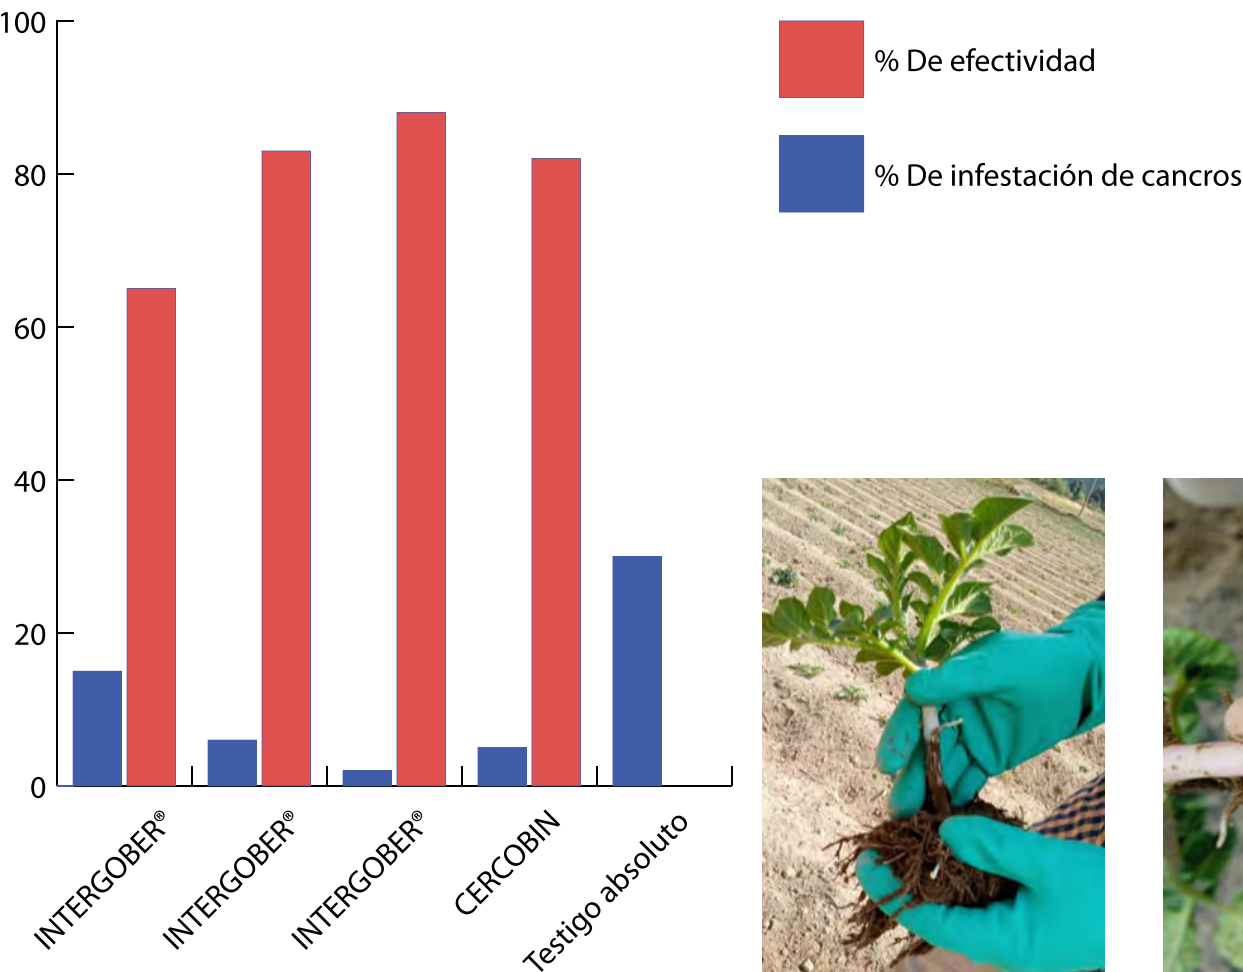 100
80
60
40
20
0
INTERGOBER®
INTERGOBER®
INTERGOBER®
CERCOBIN
Testigo absoluto
% De efectividad
% De infestación de cancros